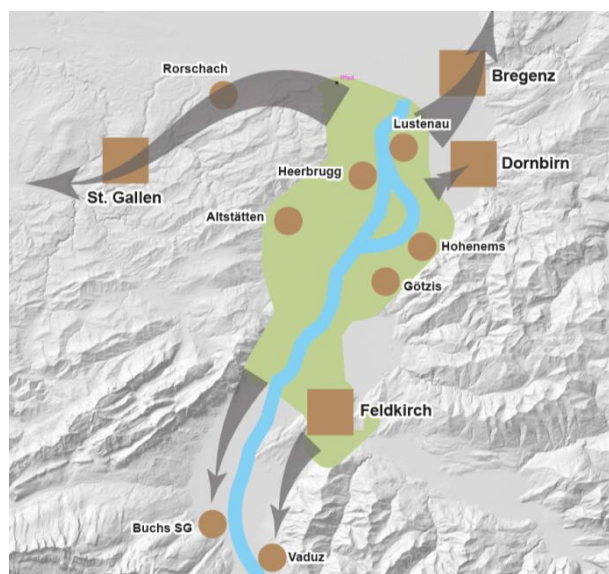 Rorschach
Bregenz
Lustenau
Dornbirn
Heerbrugg
St. Gallen
Altstätten
Hohenems
Götzis
Feldkirch
Buchs SG
Vaduz